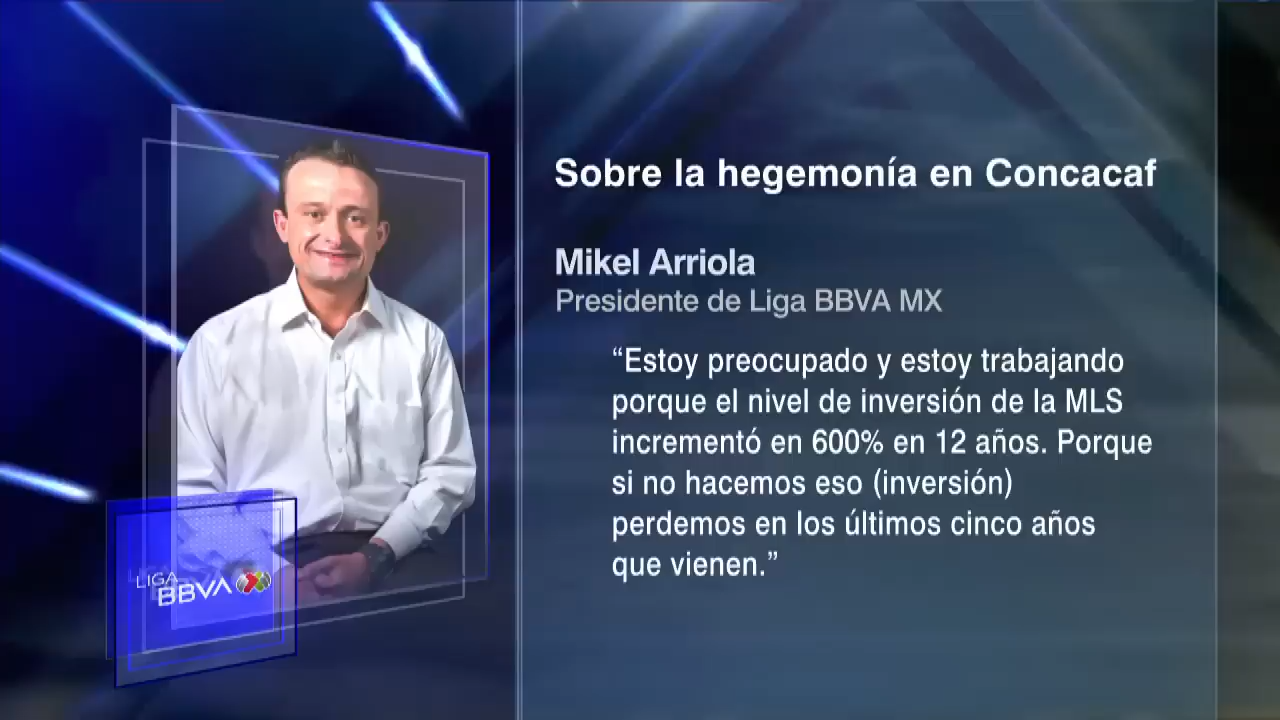 Sobre la hegemonía en Concacaf
Mikel Arriola
Presidente de Liga BBVA MX
“Estoy preocupado y estoy trabajando
porque el nivel de inversión de la MLS
incrementó en 600% en 12 años. Porque
si no hacemos eso (inversión)
perdemos en los últimos cinco años
que vienen.”
LIGA
BBVA